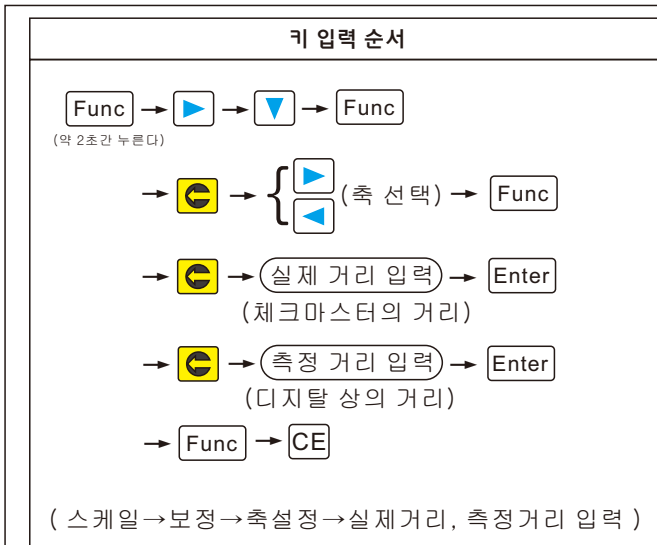 키 입력 순서
Func → ▶ → ▼ → Func
(약 2초간 누른다)
→ → { ▶ ◀ (축 선택) → Func
→ → 실제 거리 입력 → Enter
(체크마스터의 거리)
→ → 측정 거리 입력 → Enter
(디지탈 상의 거리)
→ Func → CE
( 스케일→보정→축설정→실제거리, 측정거리 입력 )